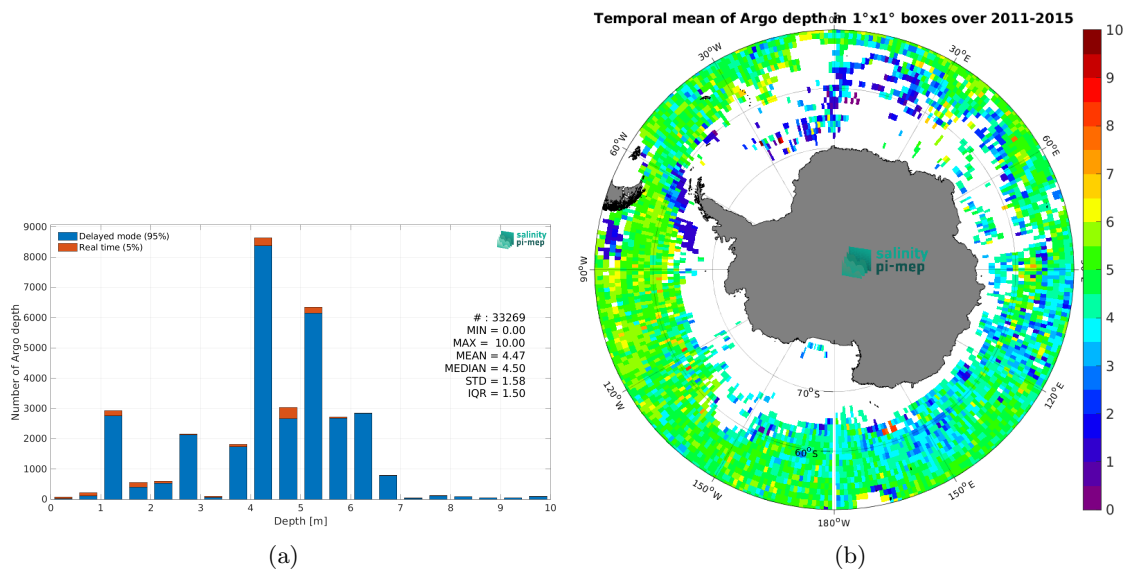 Temporal mean of Argo depth in 1°x1° boxes over 2011-2015
9000
8000
7000
6000
5000
4000
3000
2000
1000
0
Number of Argo depth
Delayed mode (95%)
Real time (5%)
salinity
pi-mep
# : 33269
MIN = 0.00
MAX = 10.00
MEAN = 4.47
MEDIAN = 4.50
STD = 1.58
IQR = 1.50
0 1 2 3 4 5 6 7 8 9 10
Depth [m]
(a)
30°W
30°E
60°W
60°E
90°W
120°W
120°E
150°W
150°E
180°W
70°S
60°S
salinity
pi-mep
10
9
8
7
6
5
4
3
2
1
0
(b)